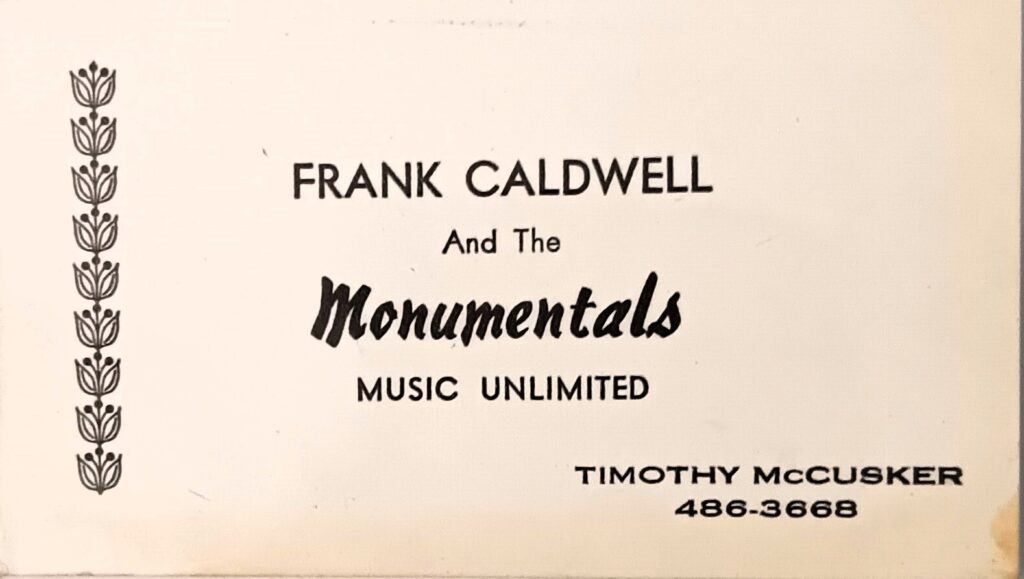 FRANK CALDWELL
And The
Monumentals
MUSIC UNLIMITED
TIMOTHY McCUSKER
486-3668